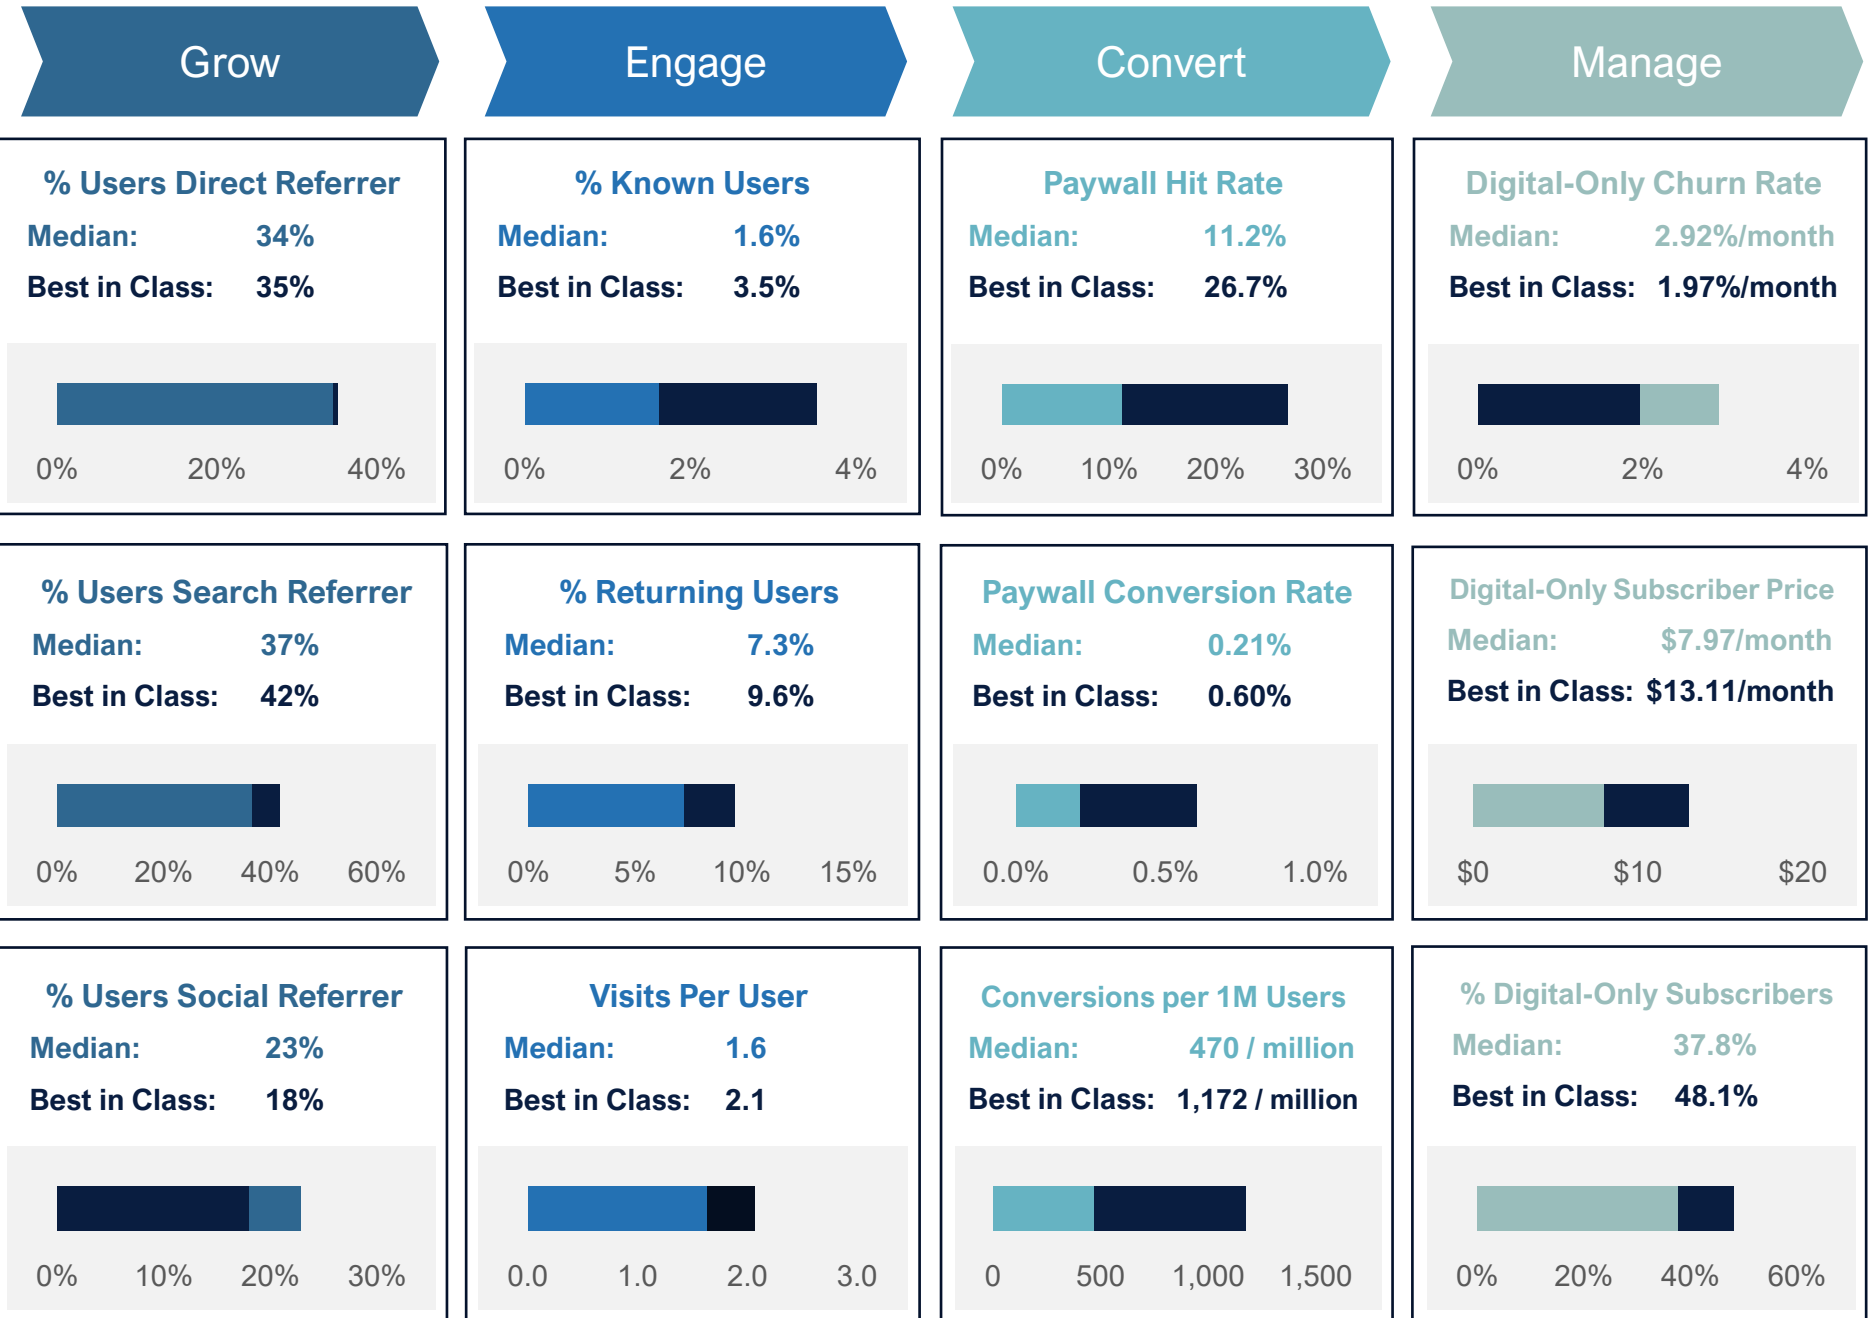 Grow
Engage
Convert
Manage
% Users Direct Referrer
Median: 34%
Best in Class: 35%
0% 20% 40%
% Known Users
Median: 1.6%
Best in Class: 3.5%
0% 2% 4%
Paywall Hit Rate
Median: 11.2%
Best in Class: 26.7%
0% 10% 20% 30%
Digital-Only Churn Rate
Median: 2.92%/month
Best in Class: 1.97%/month
0% 2% 4%
% Users Search Referrer
Median: 37%
Best in Class: 42%
0% 20% 40% 60%
% Returning Users
Median: 7.3%
Best in Class: 9.6%
0% 5% 10% 15%
Paywall Conversion Rate
Median: 0.21%
Best in Class: 0.60%
0.0% 0.5% 1.0%
Digital-Only Subscriber Price
Median: $7.97/month
Best in Class: $13.11/month
$0 $10 $20
% Users Social Referrer
Median: 23%
Best in Class: 18%
0% 10% 20% 30%
Visits Per User
Median: 1.6
Best in Class: 2.1
0.0 1.0 2.0 3.0
Conversions per 1M Users
Median: 470 / million
Best in Class: 1,172 / million
0 500 1,000 1,500
% Digital-Only Subscribers
Median: 37.8%
Best in Class: 48.1%
0% 20% 40% 60%